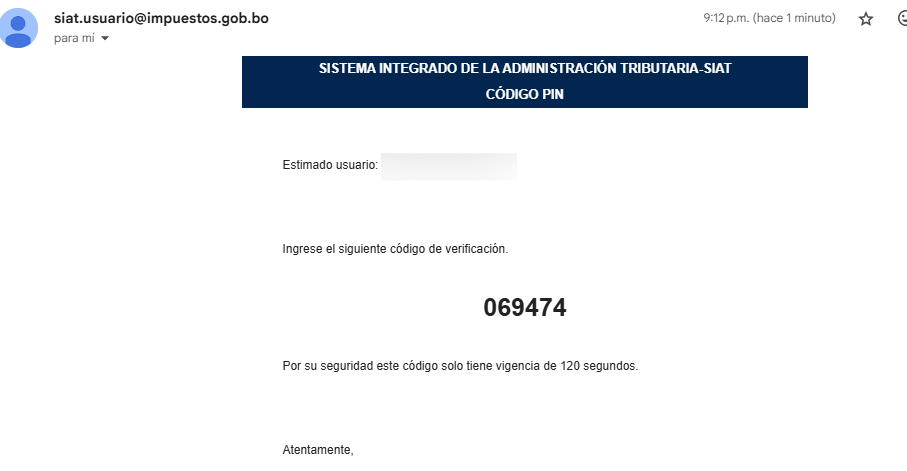 siat.usuario@impuestos.gob.bo
9:12 p.m. (hace 1 minuto)
para mí
SISTEMA INTEGRADO DE LA ADMINISTRACIÓN TRIBUTARIA-SIAT
CÓDIGO PIN
Estimado usuario:
Ingrese el siguiente código de verificación.
069474
Por su seguridad este código solo tiene vigencia de 120 segundos.
Atentamente,